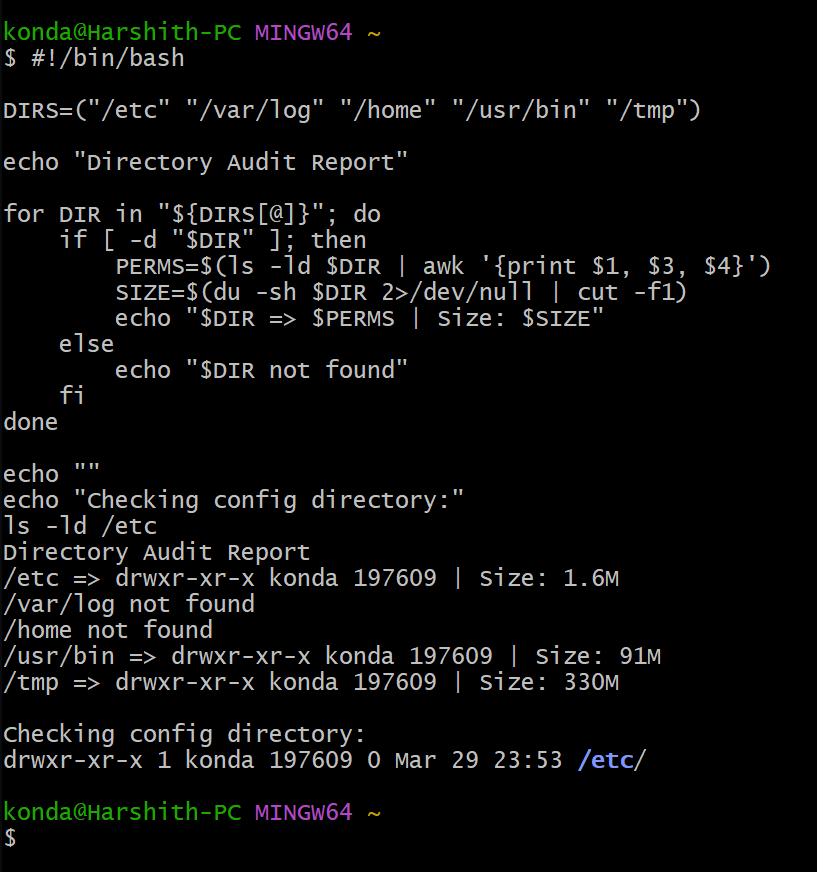 konda@Harshith-PC MINGW64 ~
$ #!/bin/bash

DIRS=("/etc" "/var/log" "/home" "/usr/bin" "/tmp")

echo "Directory Audit Report"

for DIR in "${DIRS[@]}"; do
    if [ -d "$DIR" ]; then
        PERMS=$(ls -ld $DIR | awk '{print $1, $3, $4}')
        SIZE=$(du -sh $DIR 2>/dev/null | cut -f1)
        echo "$DIR => $PERMS | Size: $SIZE"
    else
        echo "$DIR not found"
    fi
done

echo ""
echo "Checking config directory:"
ls -ld /etc
Directory Audit Report
/etc => drwxr-xr-x konda 197609 | Size: 1.6M
/var/log not found
/home not found
/usr/bin => drwxr-xr-x konda 197609 | Size: 91M
/tmp => drwxr-xr-x konda 197609 | Size: 330M

Checking config directory:
drwxr-xr-x 1 konda 197609 0 Mar 29 23:53 /etc/

konda@Harshith-PC MINGW64 ~
$